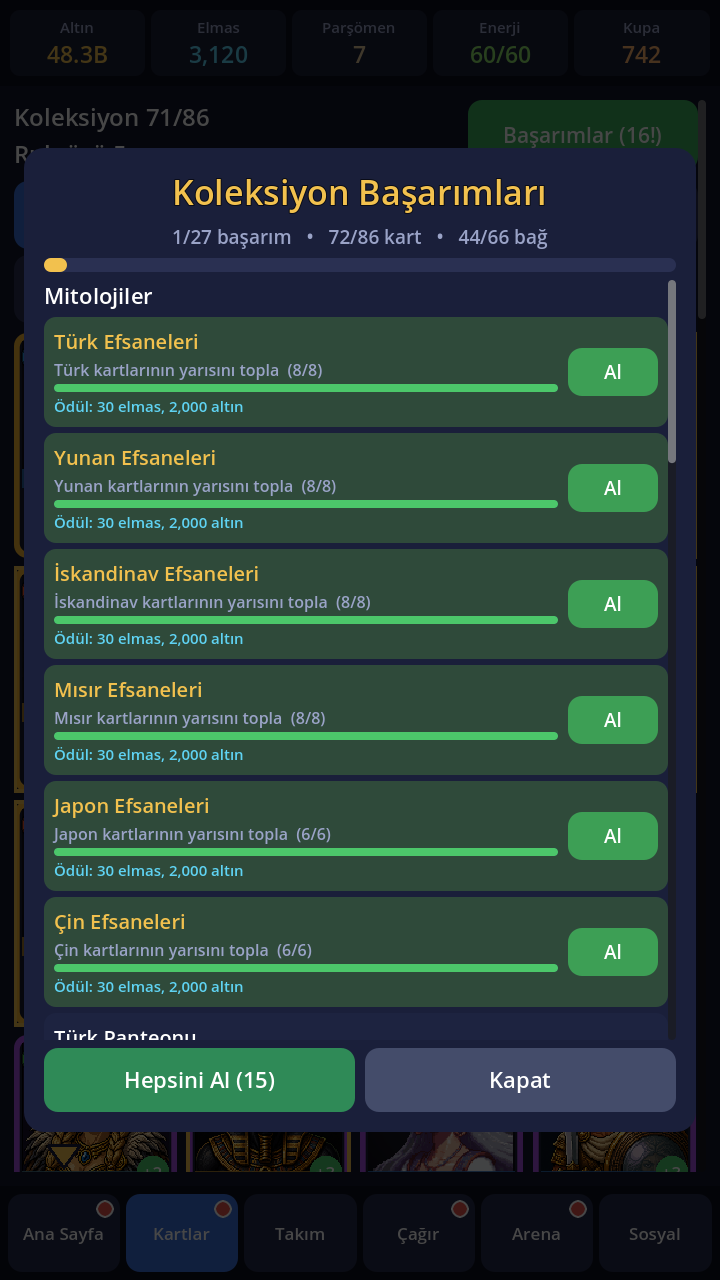 Altın
48.3B
Elmas
3,120
Parşömen
7
Enerji
60/60
Kupa
742
Koleksiyon 71/86
Başarımlar (16!)
Koleksiyon Başarımları
1/27 başarım • 72/86 kart • 44/66 bağ
Mitolojiler
Türk Efsaneleri
Türk kartlarının yarısını topla (8/8)
Ödül: 30 elmas, 2,000 altın
Al
Yunan Efsaneleri
Yunan kartlarının yarısını topla (8/8)
Ödül: 30 elmas, 2,000 altın
Al
İskandinav Efsaneleri
İskandinav kartlarının yarısını topla (8/8)
Ödül: 30 elmas, 2,000 altın
Al
Mısır Efsaneleri
Mısır kartlarının yarısını topla (8/8)
Ödül: 30 elmas, 2,000 altın
Al
Japon Efsaneleri
Japon kartlarının yarısını topla (6/6)
Ödül: 30 elmas, 2,000 altın
Al
Çin Efsaneleri
Çin kartlarının yarısını topla (6/6)
Ödül: 30 elmas, 2,000 altın
Al
Türk Panteonu
Hepsini Al (15)
Kapat
Ana Sayfa
Kartlar
Takım
Çağır
Arena
Sosyal